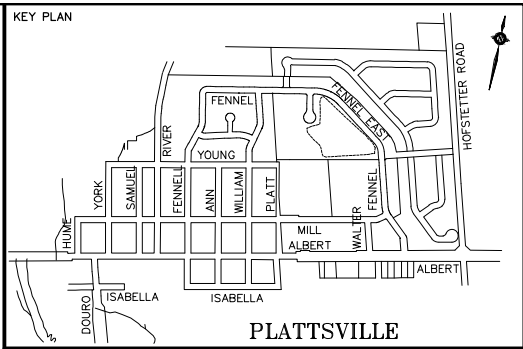 KEY PLAN
HOFSTETTER ROAD
FENNEL
FENNEL EAST
RIVER
YOUNG
YORK
SAMUEL
FENNELL
ANN
WILLIAM
PLATT
WALTER
FENNEL
HUME
MILL
ALBERT
ALBERT
DOURO
ISABELLA
ISABELLA
PLATTSVILLE